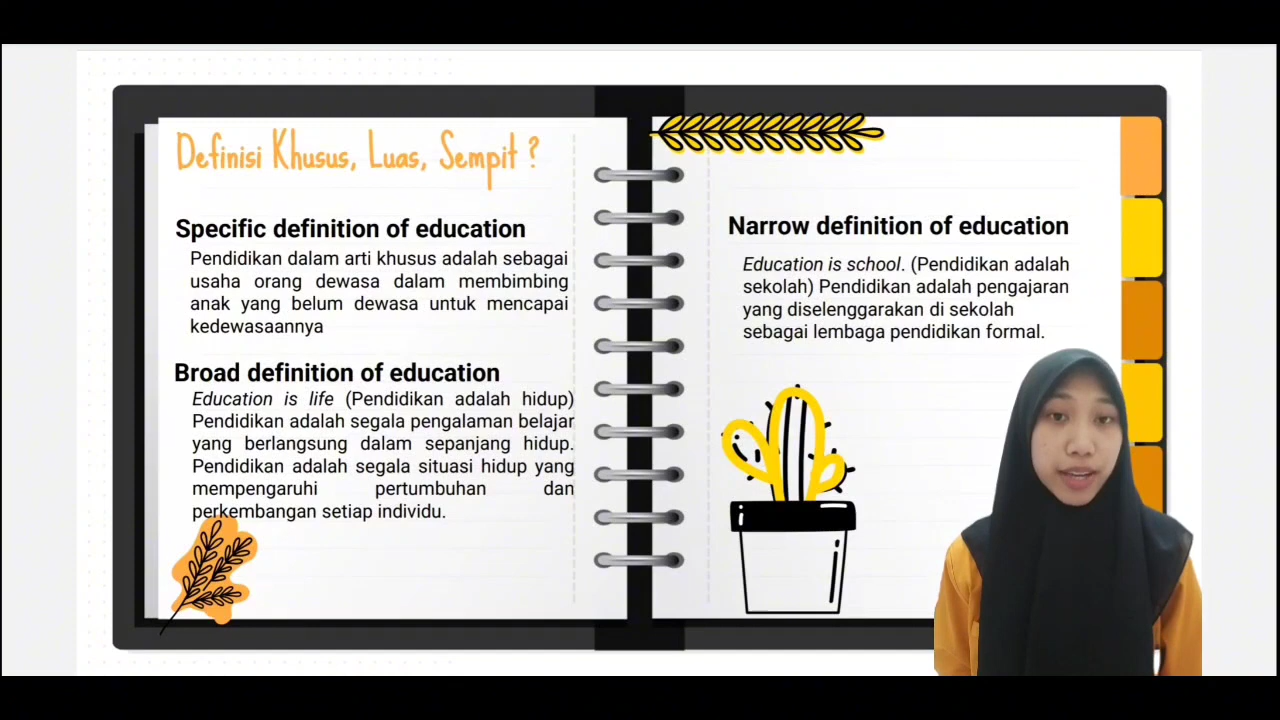 Definisi Khusus, Luas, Sempit ?
Specific definition of education
Pendidikan dalam arti khusus adalah sebagai
usaha orang dewasa dalam membimbing
anak yang belum dewasa untuk mencapai
kedewasaannya
Broad definition of education
Education is life (Pendidikan adalah hidup)
Pendidikan adalah segala pengalaman belajar
yang berlangsung dalam sepanjang hidup.
Pendidikan adalah segala situasi hidup yang
mempengaruhi pertumbuhan dan
perkembangan setiap individu.
Narrow definition of education
Education is school. (Pendidikan adalah
sekolah) Pendidikan adalah pengajaran
yang diselenggarakan di sekolah
sebagai lembaga pendidikan formal.